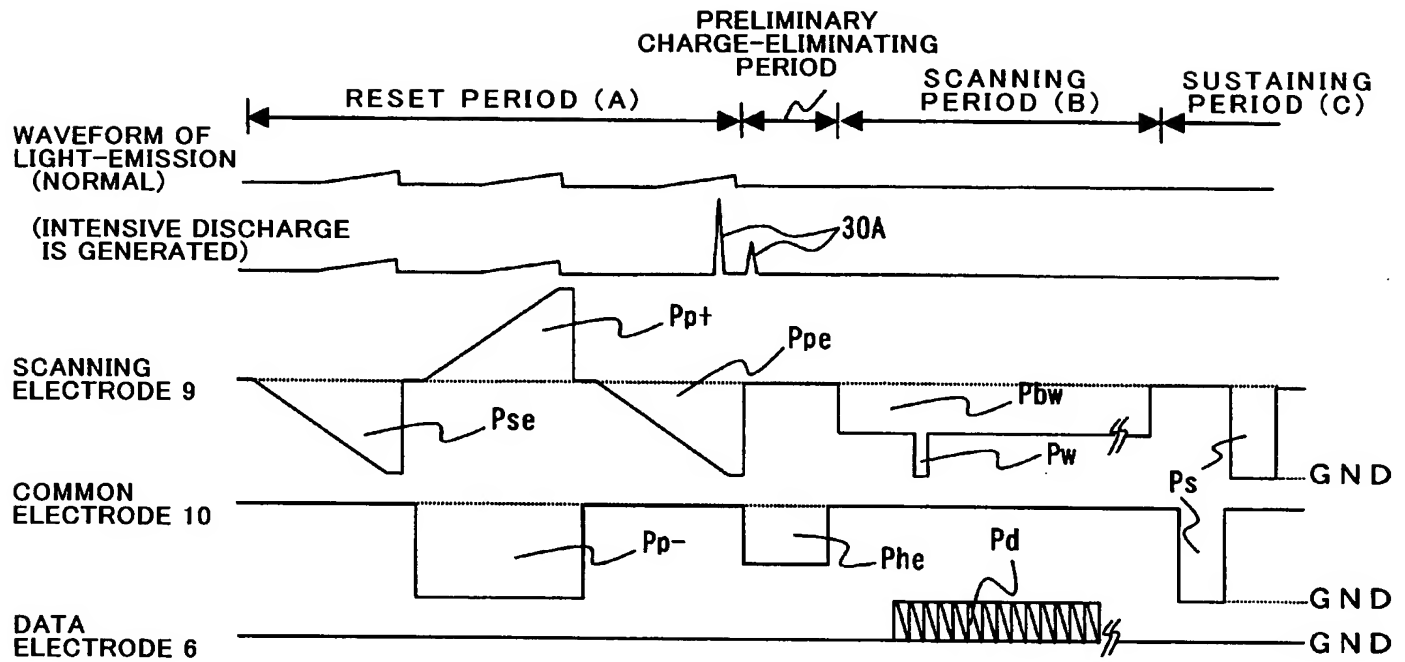 PRELIMINARY
CHARGE-ELIMINATING
PERIOD
RESET PERIOD (A)
SCANNING
PERIOD (B)
SUSTAINING
PERIOD (C)
WAVEFORM OF
LIGHT-EMISSION
(NORMAL)
(INTENSIVE DISCHARGE
IS GENERATED)
30A
Pp+
Ppe
SCANNING
ELECTRODE 9
Pse
Pbw
Pw
Ps
GND
COMMON
ELECTRODE 10
Pp-
Phe
Pd
GND
DATA
ELECTRODE 6
GND